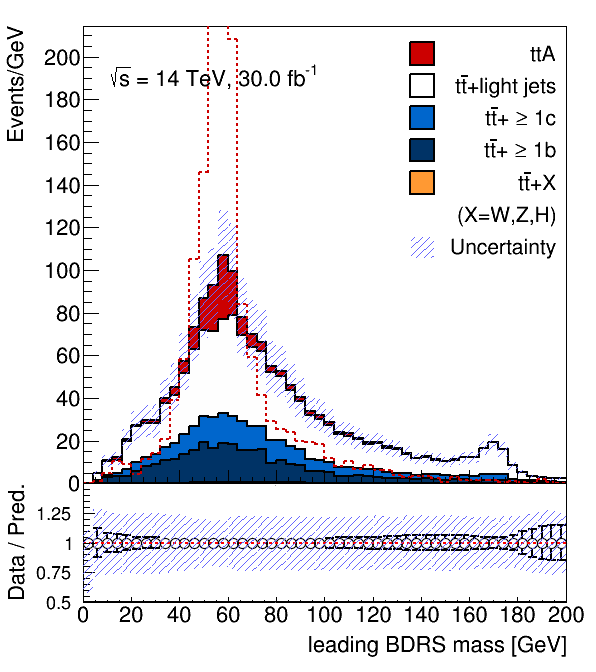 Events/GeV
200
180
160
140
120
100
80
60
40
20
0
√s = 14 TeV, 30.0 fb⁻¹
ttA
tt̄+light jets
tt̄+ ≥ 1c
tt̄+ ≥ 1b
tt̄+X
(X=W,Z,H)
Uncertainty
Data / Pred.
1.25
1
0.75
0.5
0 20 40 60 80 100 120 140 160 180 200
leading BDRS mass [GeV]